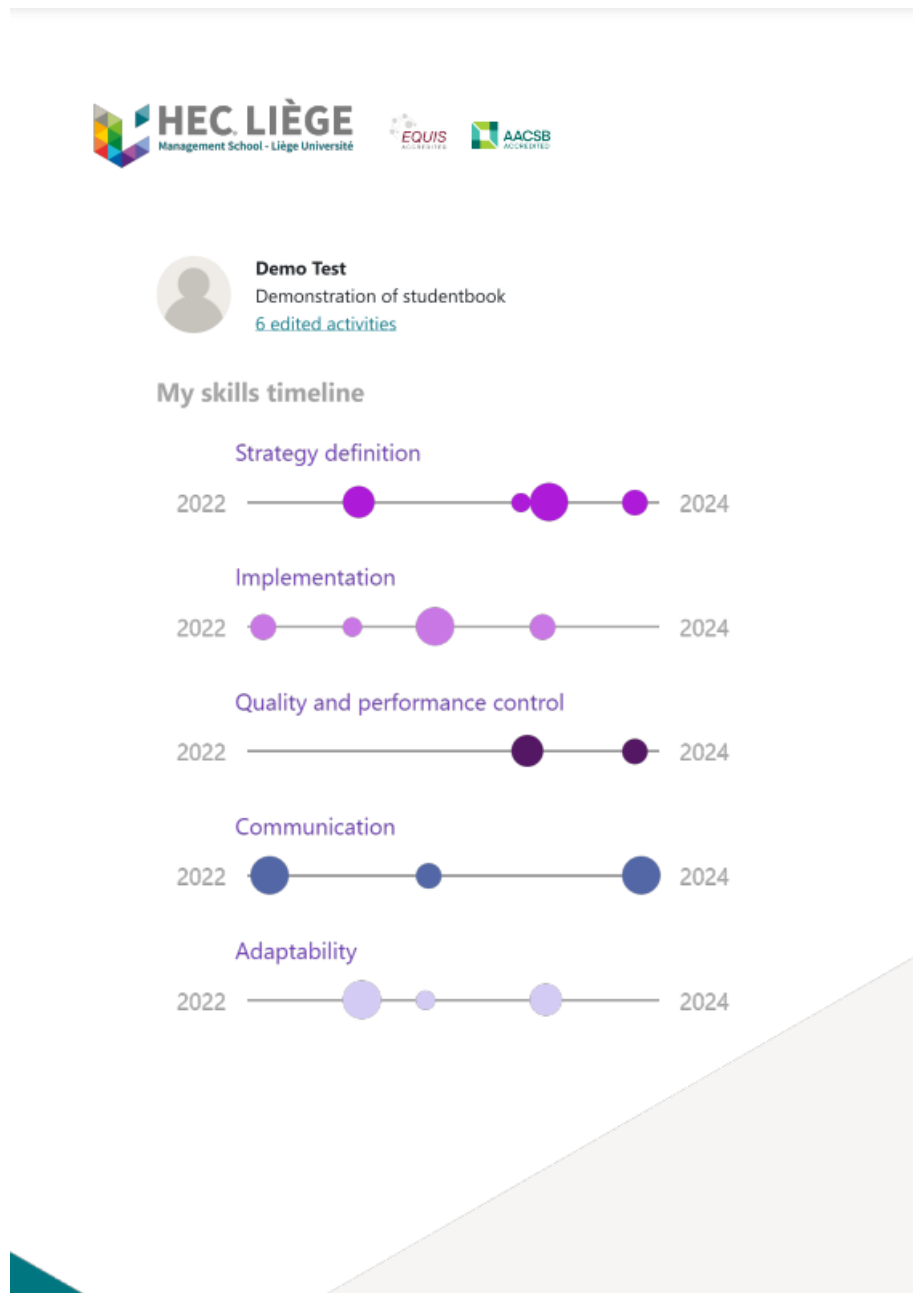 HEC LIÈGE
Management School - Liège Université
EQUIS
ACCREDITED
AACSB
ACCREDITED
Demo Test
Demonstration of studentbook
6 edited activities
My skills timeline
Strategy definition
2022 2024
Implementation
2022 2024
Quality and performance control
2022 2024
Communication
2022 2024
Adaptability
2022 2024